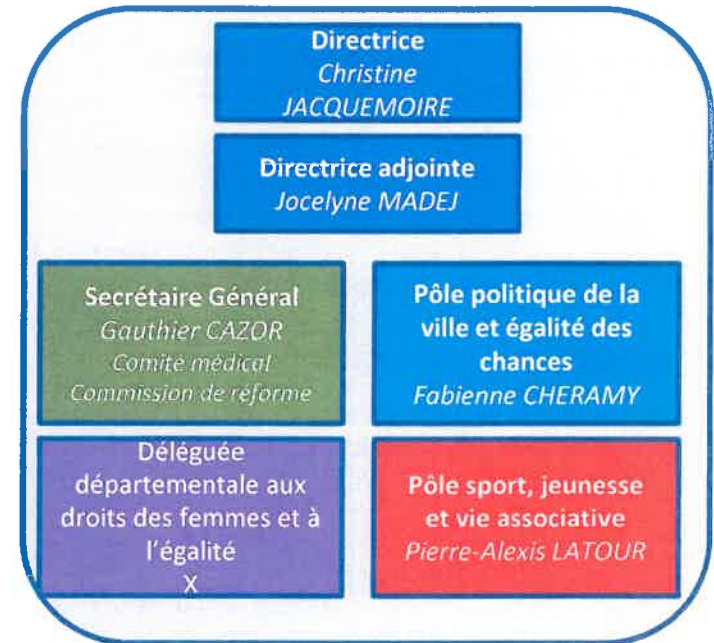 Directrice
Christine
JACQUEMOIRE
Directrice adjointe
Jocelyne MADEJ
Secrétaire Général
Gauthier CAZOR
Comité médical
Commission de réforme
Pôle politique de la
ville et égalité des
chances
Fabienne CHERAMY
Déléguée
départementale aux
droits des femmes et à
l'égalité
X
Pôle sport, jeunesse
et vie associative
Pierre-Alexis LATOUR